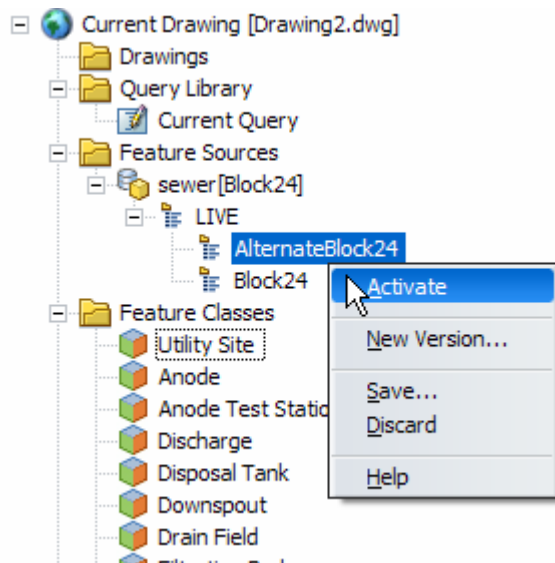 Current Drawing [Drawing2.dwg]
Drawings
Query Library
Current Query
Feature Sources
sewer[Block24]
LIVE
AlternateBlock24
Block24
Activate
New Version...
Save...
Discard
Help
Feature Classes
Utility Site
Anode
Anode Test
Discharge
Disposal Tank
Downspout
Drain Field